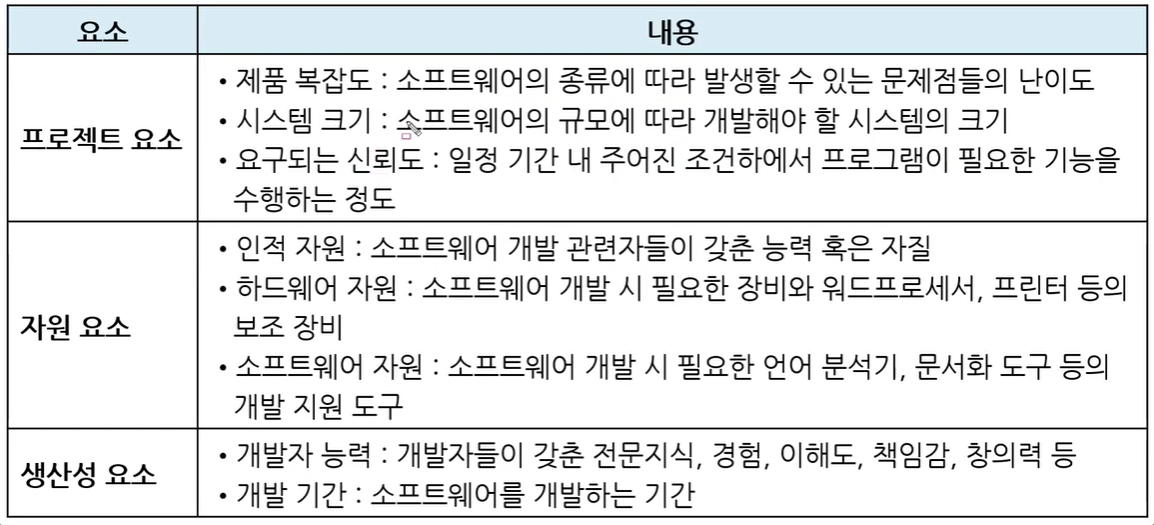 요소
내용
프로젝트 요소
• 제품 복잡도 : 소프트웨어의 종류에 따라 발생할 수 있는 문제점들의 난이도
• 시스템 크기 : 소프트웨어의 규모에 따라 개발해야 할 시스템의 크기
• 요구되는 신뢰도 : 일정 기간 내 주어진 조건하에서 프로그램이 필요한 기능을
수행하는 정도
자원 요소
• 인적 자원 : 소프트웨어 개발 관련자들이 갖춘 능력 혹은 자질
• 하드웨어 자원 : 소프트웨어 개발 시 필요한 장비와 워드프로세서, 프린터 등의
보조 장비
• 소프트웨어 자원 : 소프트웨어 개발 시 필요한 언어 분석기, 문서화 도구 등의
개발 지원 도구
생산성 요소
• 개발자 능력 : 개발자들이 갖춘 전문지식, 경험, 이해도, 책임감, 창의력 등
• 개발 기간 : 소프트웨어를 개발하는 기간